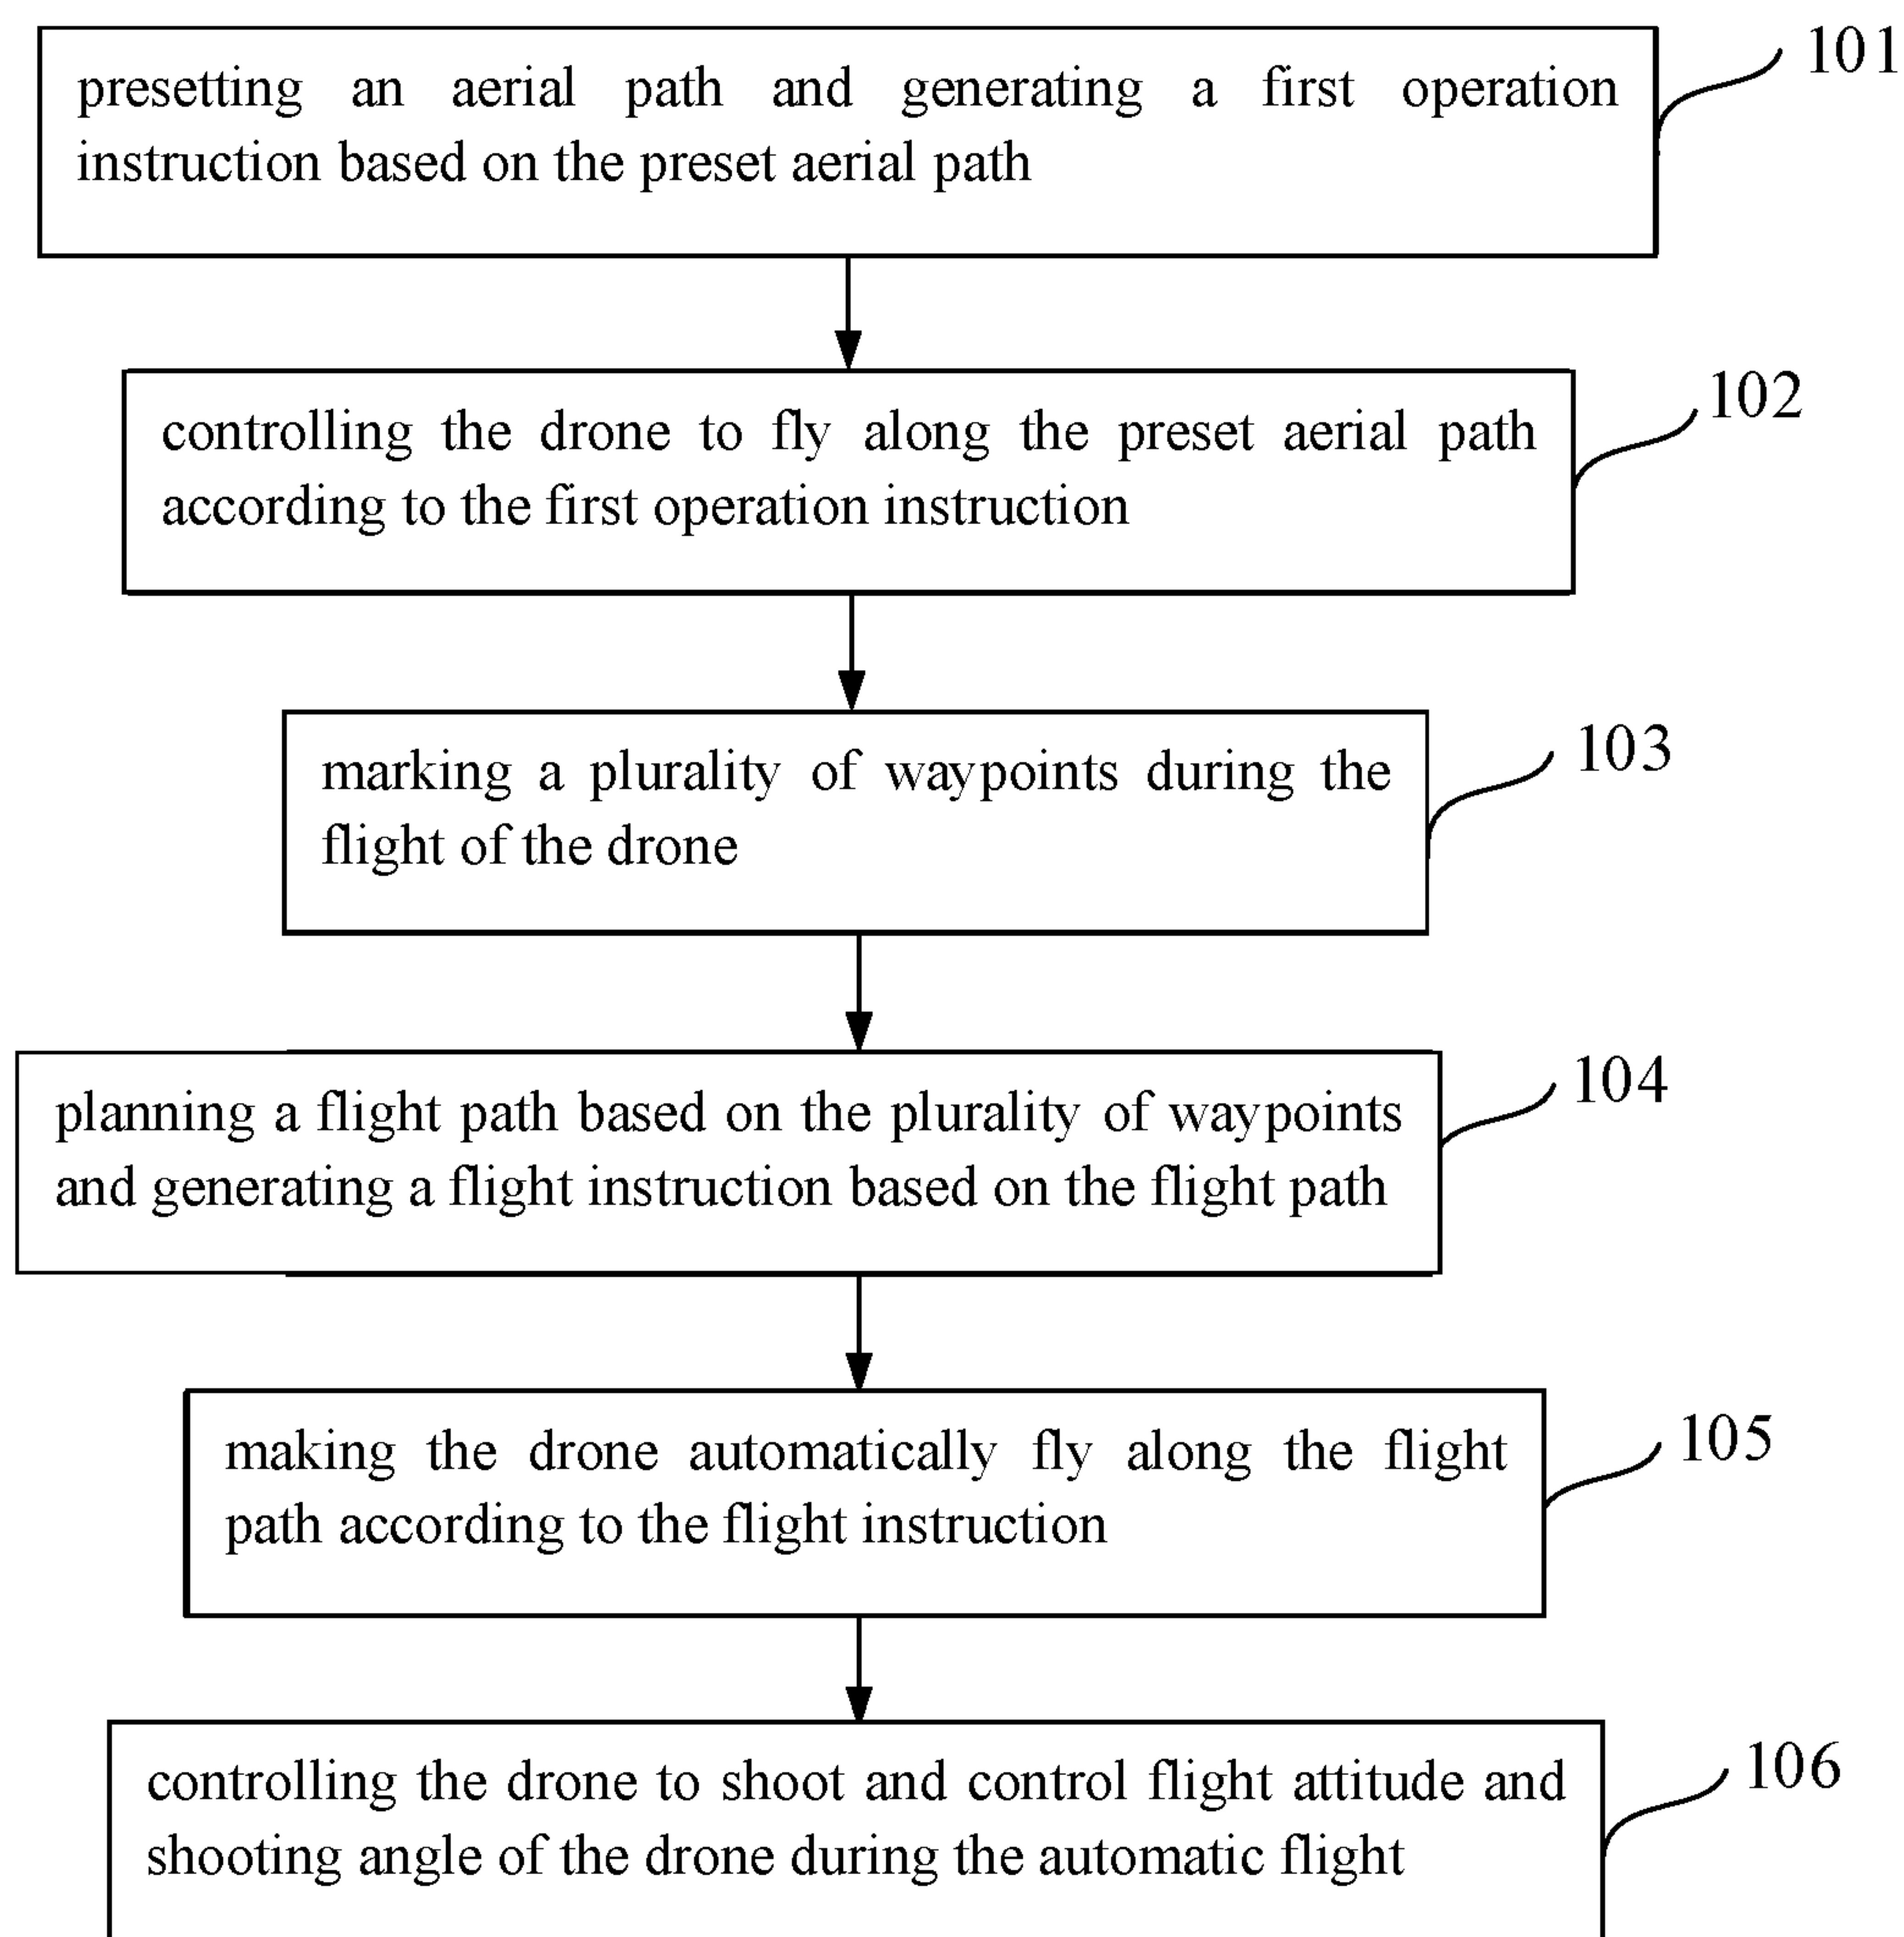 101
presetting an aerial path and generating a first operation
instruction based on the preset aerial path
102
controlling the drone to fly along the preset aerial path
according to the first operation instruction
103
marking a plurality of waypoints during the
flight of the drone
104
planning a flight path based on the plurality of waypoints
and generating a flight instruction based on the flight path
105
making the drone automatically fly along the flight
path according to the flight instruction
106
controlling the drone to shoot and control flight attitude and
shooting angle of the drone during the automatic flight